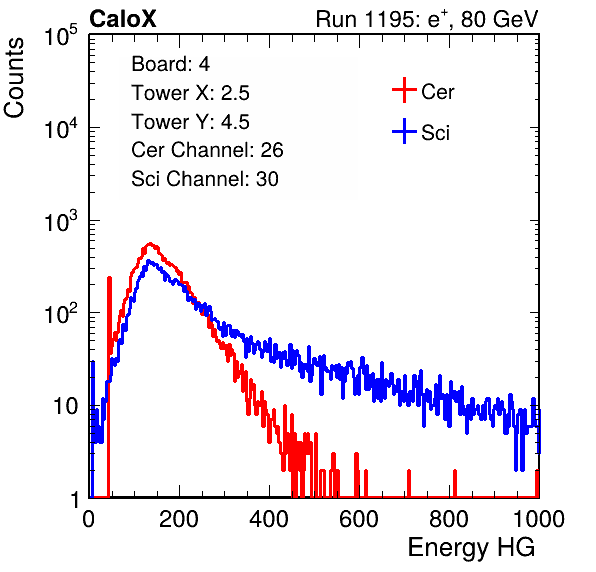 CaloX Run 1195: e⁺, 80 GeV
Counts
10⁵
10⁴
10³
10²
10
1
Board: 4
Tower X: 2.5
Tower Y: 4.5
Cer Channel: 26
Sci Channel: 30
Cer
Sci
0 200 400 600 800 1000
Energy HG